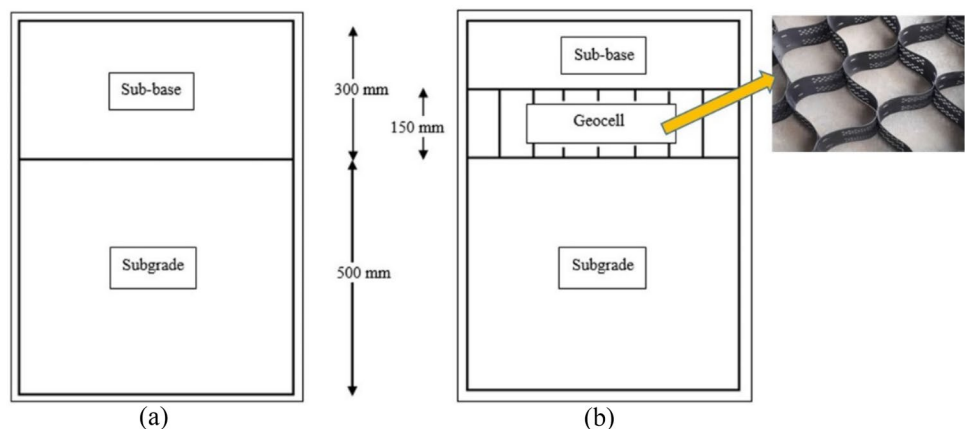 Sub-base
300 mm
Sub-base
150 mm
Geocell
Subgrade
500 mm
Subgrade
(a)
(b)